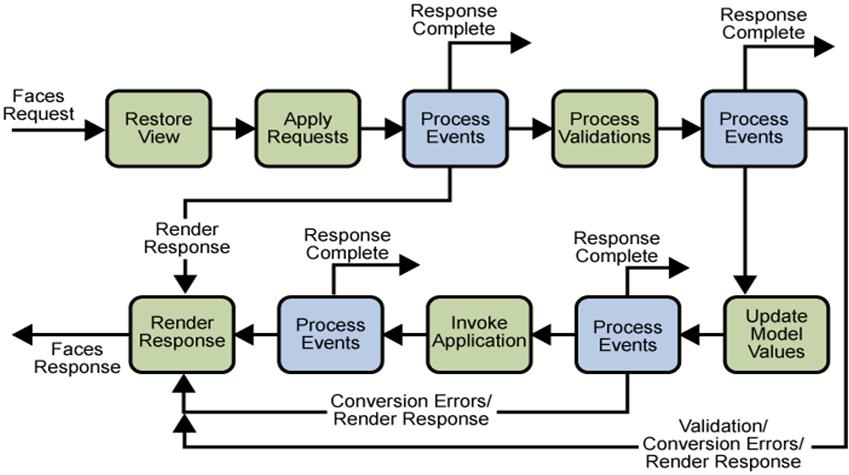 Response
Complete
Response
Complete
Faces
Request
Restore
View
Apply
Requests
Process
Events
Process
Validations
Process
Events
Render
Response
Response
Complete
Response
Complete
Render
Response
Process
Events
Invoke
Application
Process
Events
Update
Model
Values
Faces
Response
Conversion Errors/
Render Response
Validation/
Conversion Errors/
Render Response